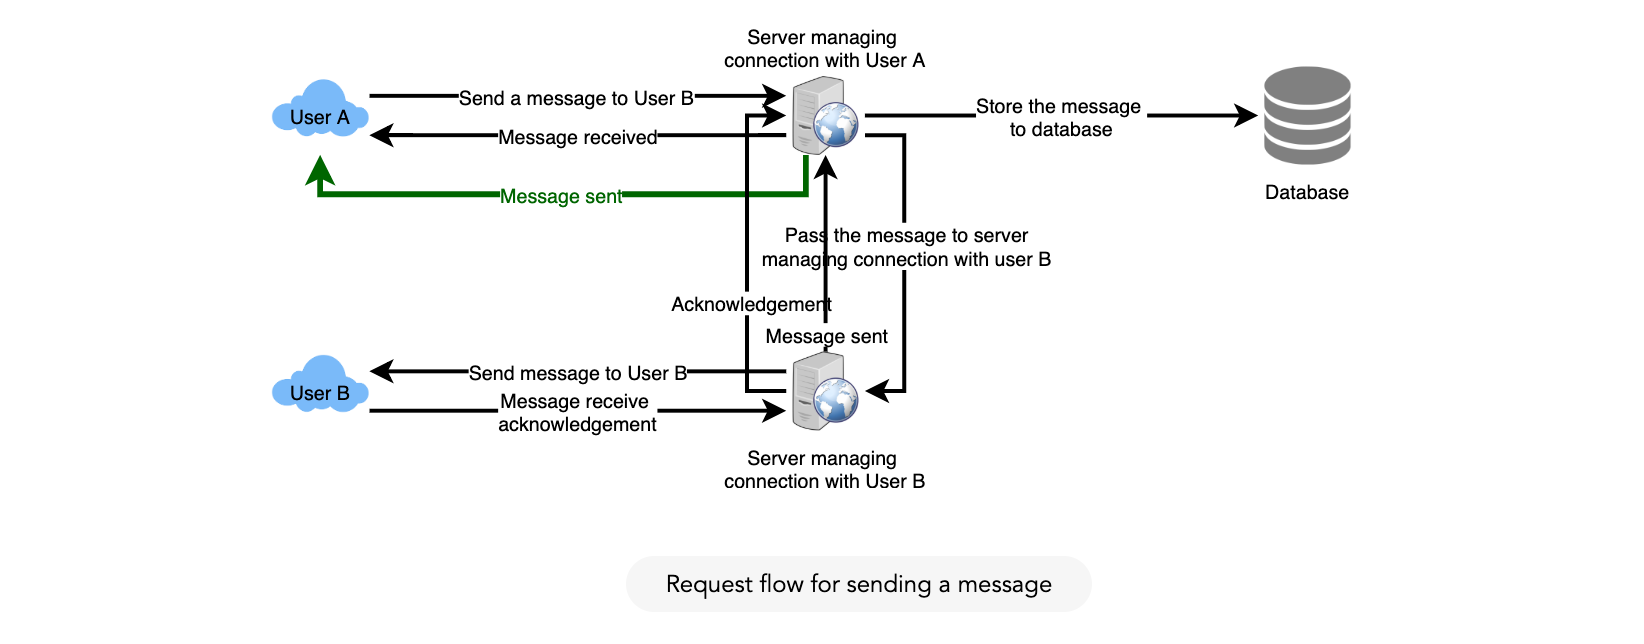 Server managing
connection with User A
User A
Send a message to User B
Message received
Message sent
Store the message
to database
Database
Pass the message to server
managing connection with user B
Acknowledgement
Message sent
User B
Send message to User B
Message receive
acknowledgement
Server managing
connection with User B
Request flow for sending a message